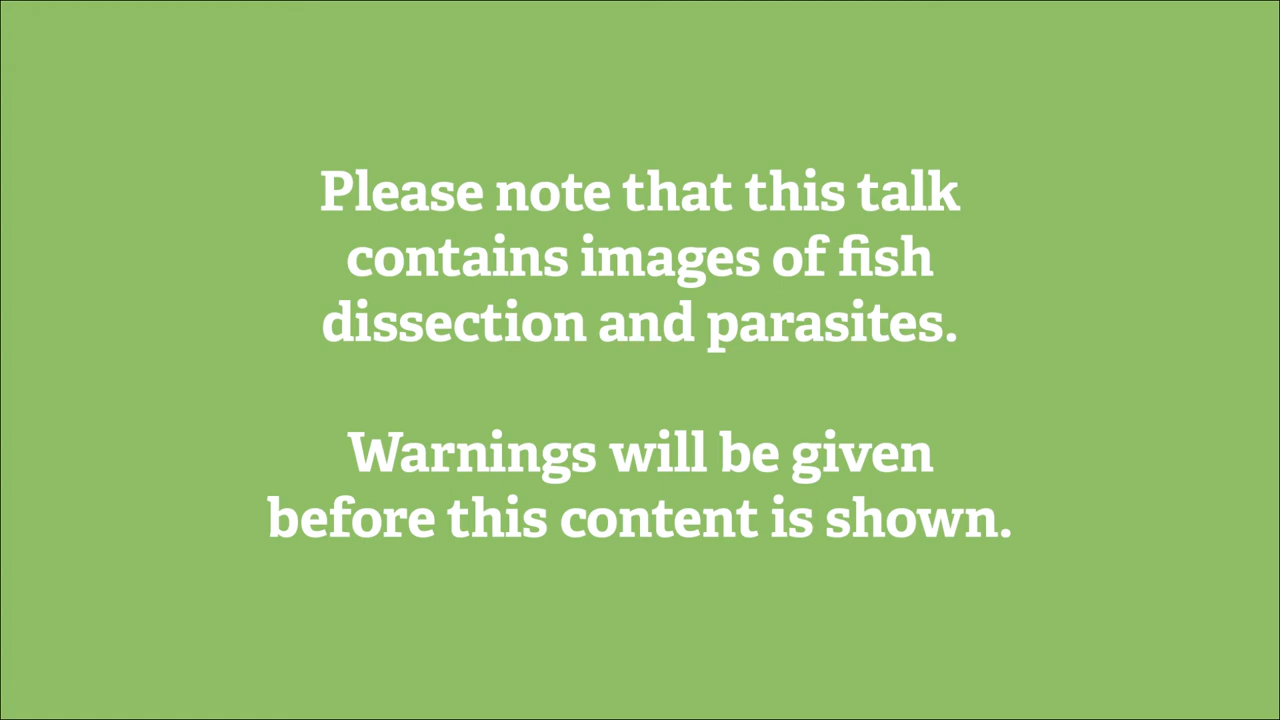 Please note that this talk
contains images of fish
dissection and parasites.
Warnings will be given
before this content is shown.